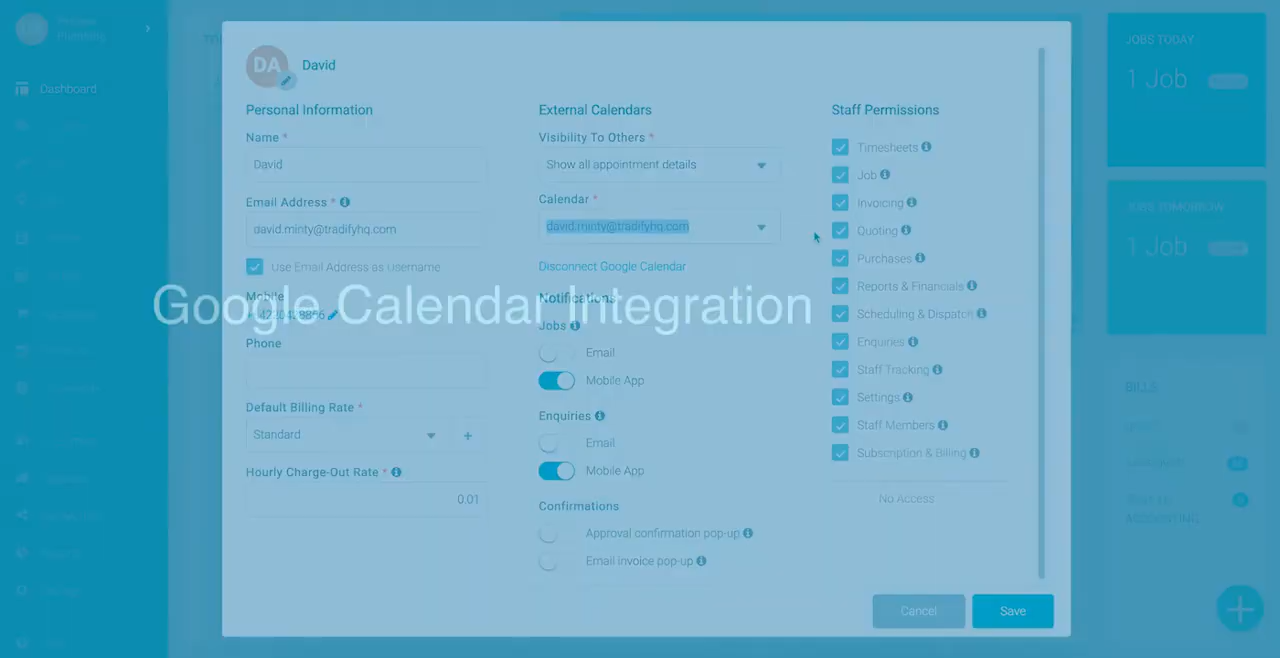 Plumbing
Dashboard
DA
David
Personal Information
Name *
David
Email Address *
david.minty@tradifyhq.com
Use Email Address as Username
Mobile
Phone
Default Billing Rate *
Standard
+
Hourly Charge-Out Rate *
0.01
External Calendars
Visibility To Others *
Show all appointment details
Calendar *
david.minty@tradifyhq.com
Disconnect Google Calendar
Google Calendar Integration
Notifications
Jobs
Email
Mobile App
Enquiries
Email
Mobile App
Confirmations
Approval confirmation pop-up
Email invoice pop-up
Staff Permissions
Timesheets
Job
Invoicing
Quoting
Purchases
Reports & Financials
Scheduling & Dispatch
Enquiries
Staff Tracking
Settings
Staff Members
Subscription & Billing
No Access
Cancel
Save
JOBS TODAY
1 Job
JOBS TOMORROW
1 Job
BILLS
ACCOUNTING